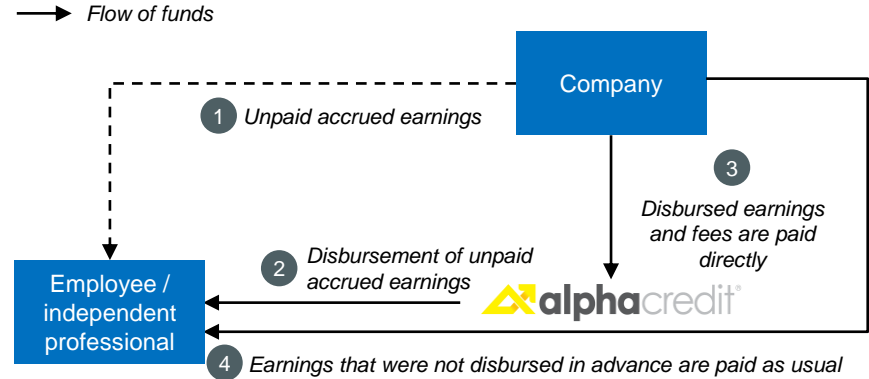 Flow of funds
Company
1 Unpaid accrued earnings
3
Disbursed earnings
and fees are paid
directly
2 Disbursement of unpaid
accrued earnings
alphacredit®
Employee /
independent
professional
4 Earnings that were not disbursed in advance are paid as usual